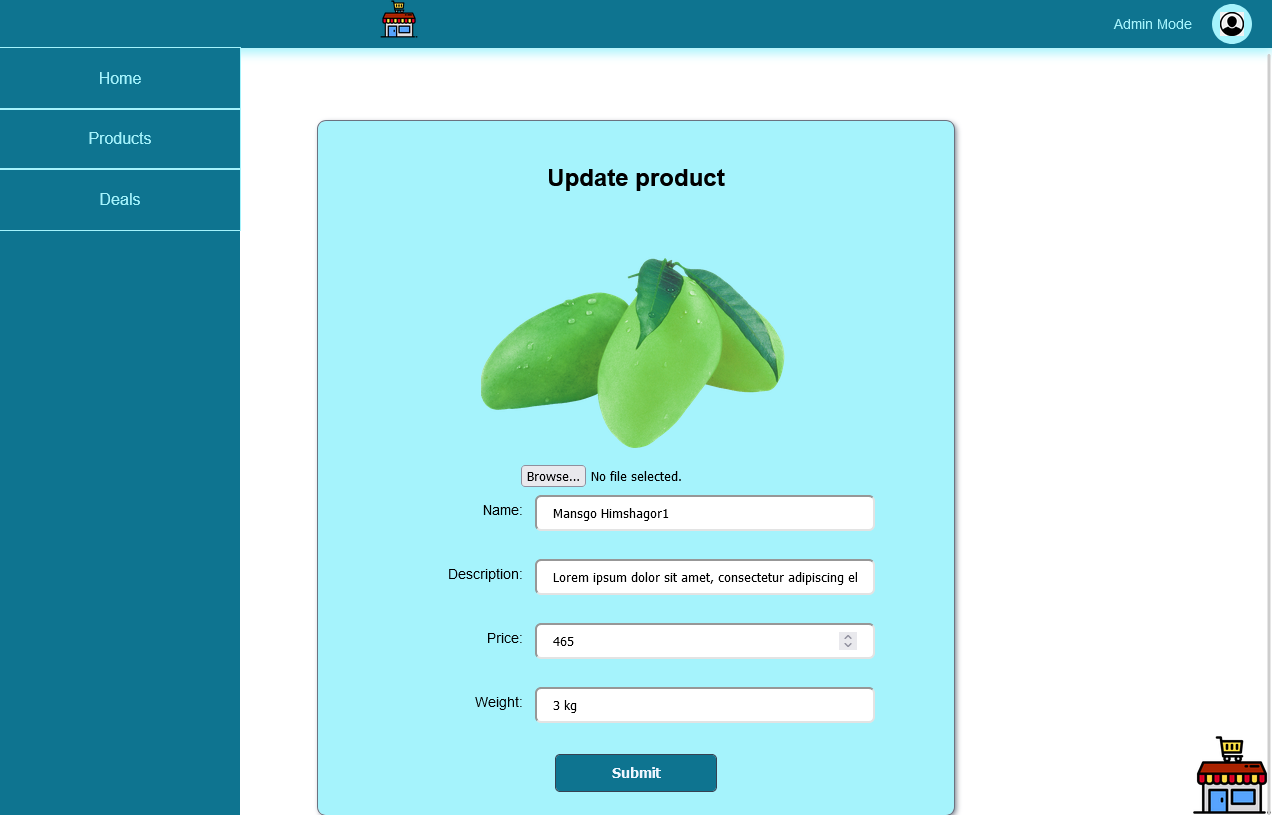 Admin Mode
Home
Products
Deals
Update product
Browse... No file selected.
Name: Mansgo Himshagor1
Description: Lorem ipsum dolor sit amet, consectetur adipiscing el
Price: 465
Weight: 3 kg
Submit